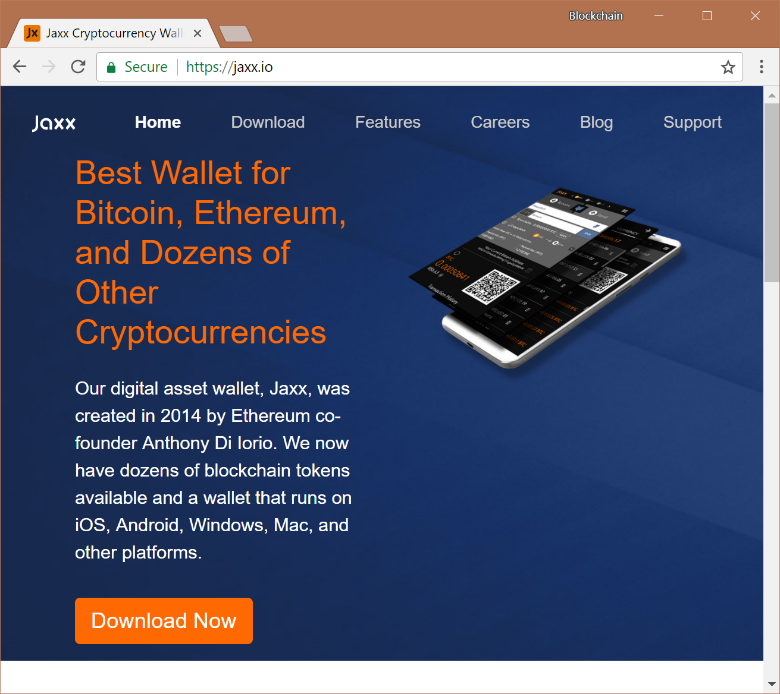 Blockchain
Jaxx Cryptocurrency Wal
Secure
https://jaxx.io
Jaxx
Home
Download
Features
Careers
Blog
Support
Best Wallet for
Bitcoin, Ethereum,
and Dozens of
Other
Cryptocurrencies
Our digital asset wallet, Jaxx, was
created in 2014 by Ethereum co-
founder Anthony Di Iorio. We now
have dozens of blockchain tokens
available and a wallet that runs on
iOS, Android, Windows, Mac, and
other platforms.
Download Now